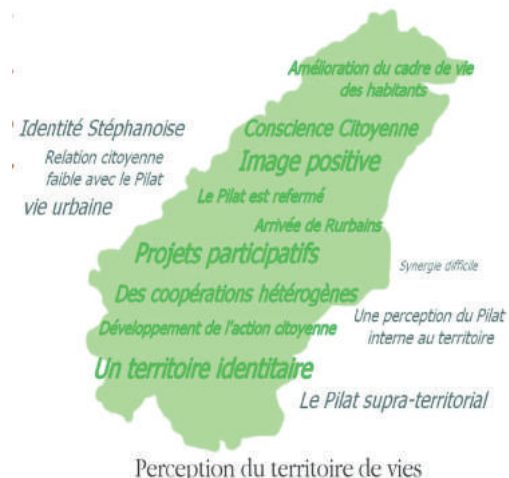 Amélioration du cadre de vie
des habitants
Identité Stéphanoise
Conscience Citoyenne
Relation citoyenne
faible avec le Pilat
Image positive
vie urbaine
Le Pilat est refermé
Arrivée de Rurbains
Projets participatifs
Synergie difficile
Des coopérations hétérogènes
Une perception du Pilat
interne au territoire
Développement de l'action citoyenne
Un territoire identitaire
Le Pilat supra-territorial
Perception du territoire de vies